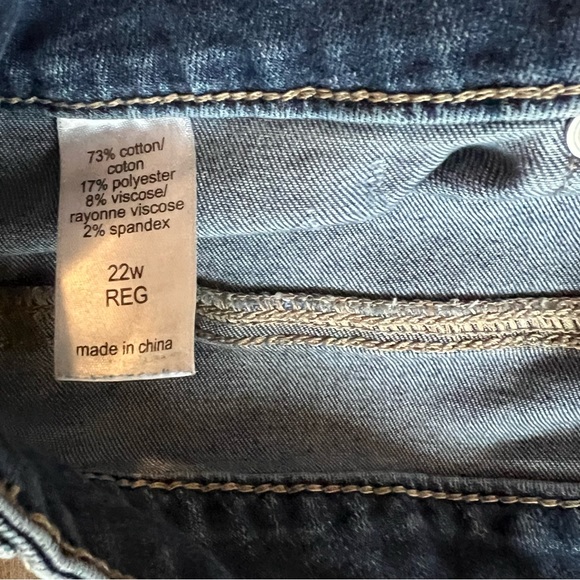 73% cotton/
coton
17% polyester
8% viscose/
rayonne viscose
2% spandex
22w
REG
made in china